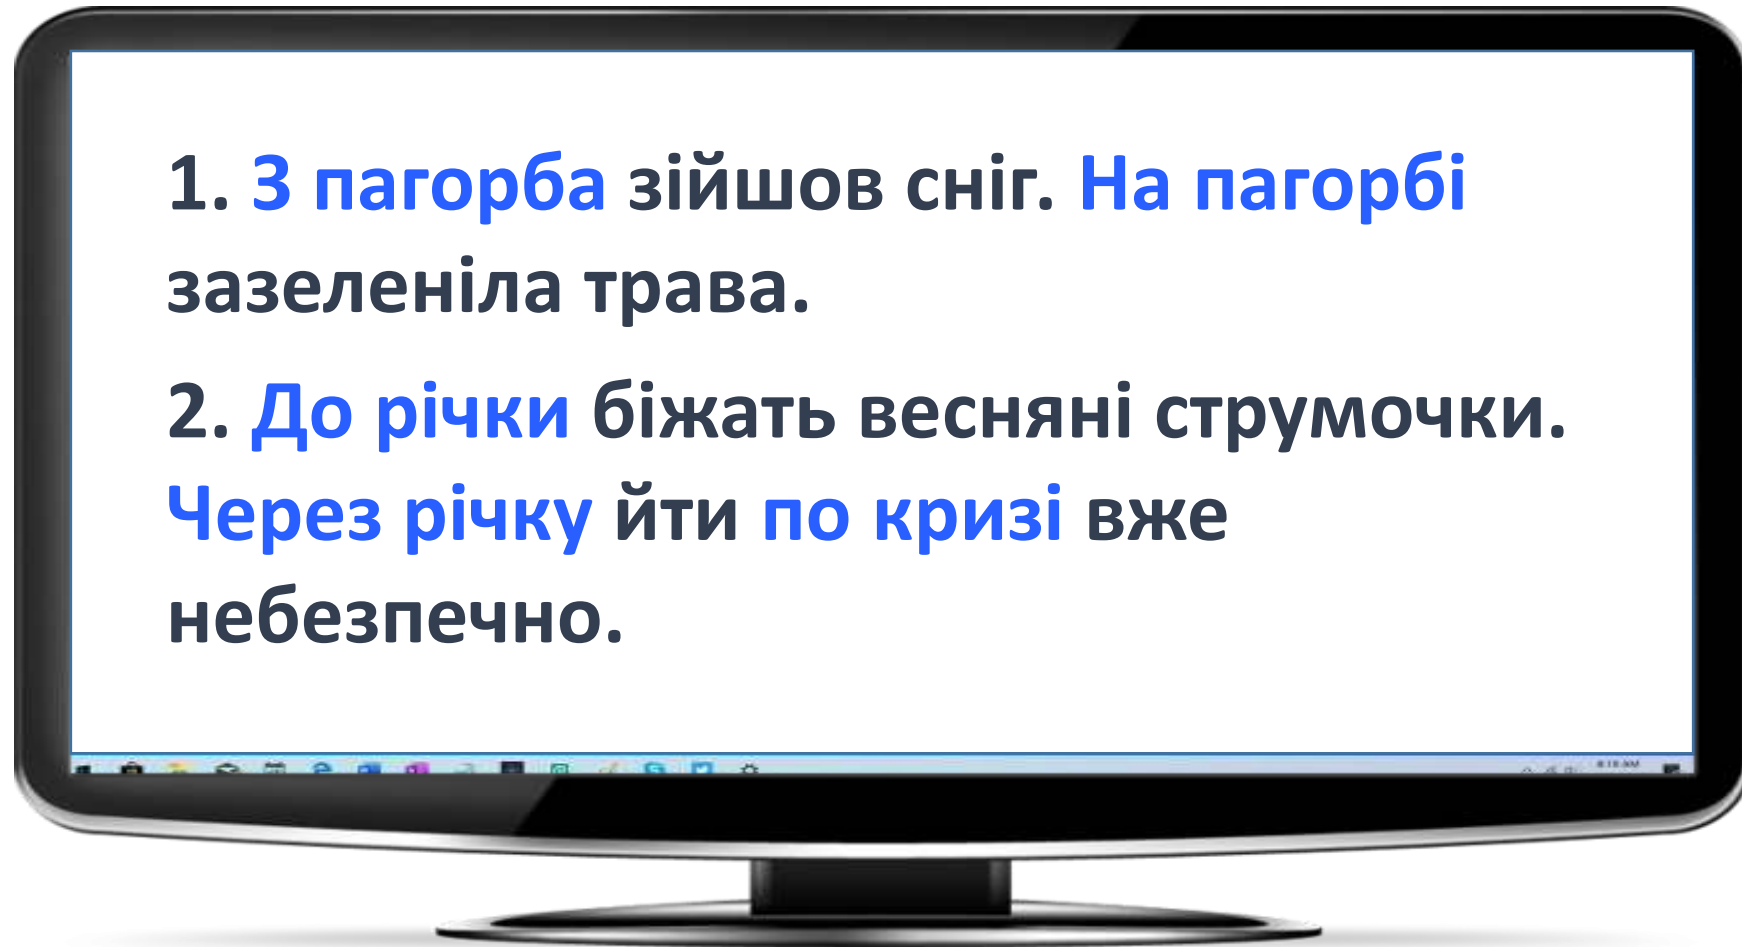 1. З пагорба зійшов сніг. На пагорбі
зазеленіла трава.
2. До річки біжать весняні струмочки.
Через річку йти по кризі вже
небезпечно.